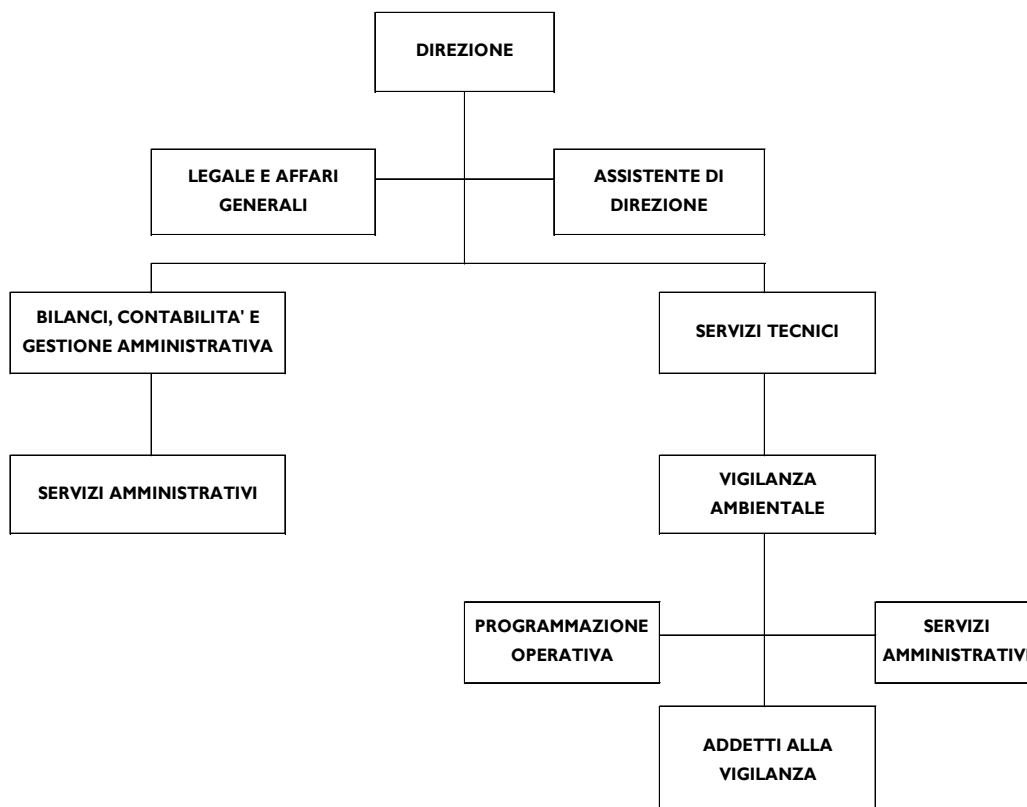 DIREZIONE
LEGALE E AFFARI
GENERALI
ASSISTENTE DI
DIREZIONE
BILANCI, CONTABILITA' E
GESTIONE AMMINISTRATIVA
SERVIZI TECNICI
SERVIZI AMMINISTRATIVI
VIGILANZA
AMBIENTALE
PROGRAMMAZIONE
OPERATIVA
SERVIZI
AMMINISTRATIVI
ADDETTI ALLA
VIGILANZA